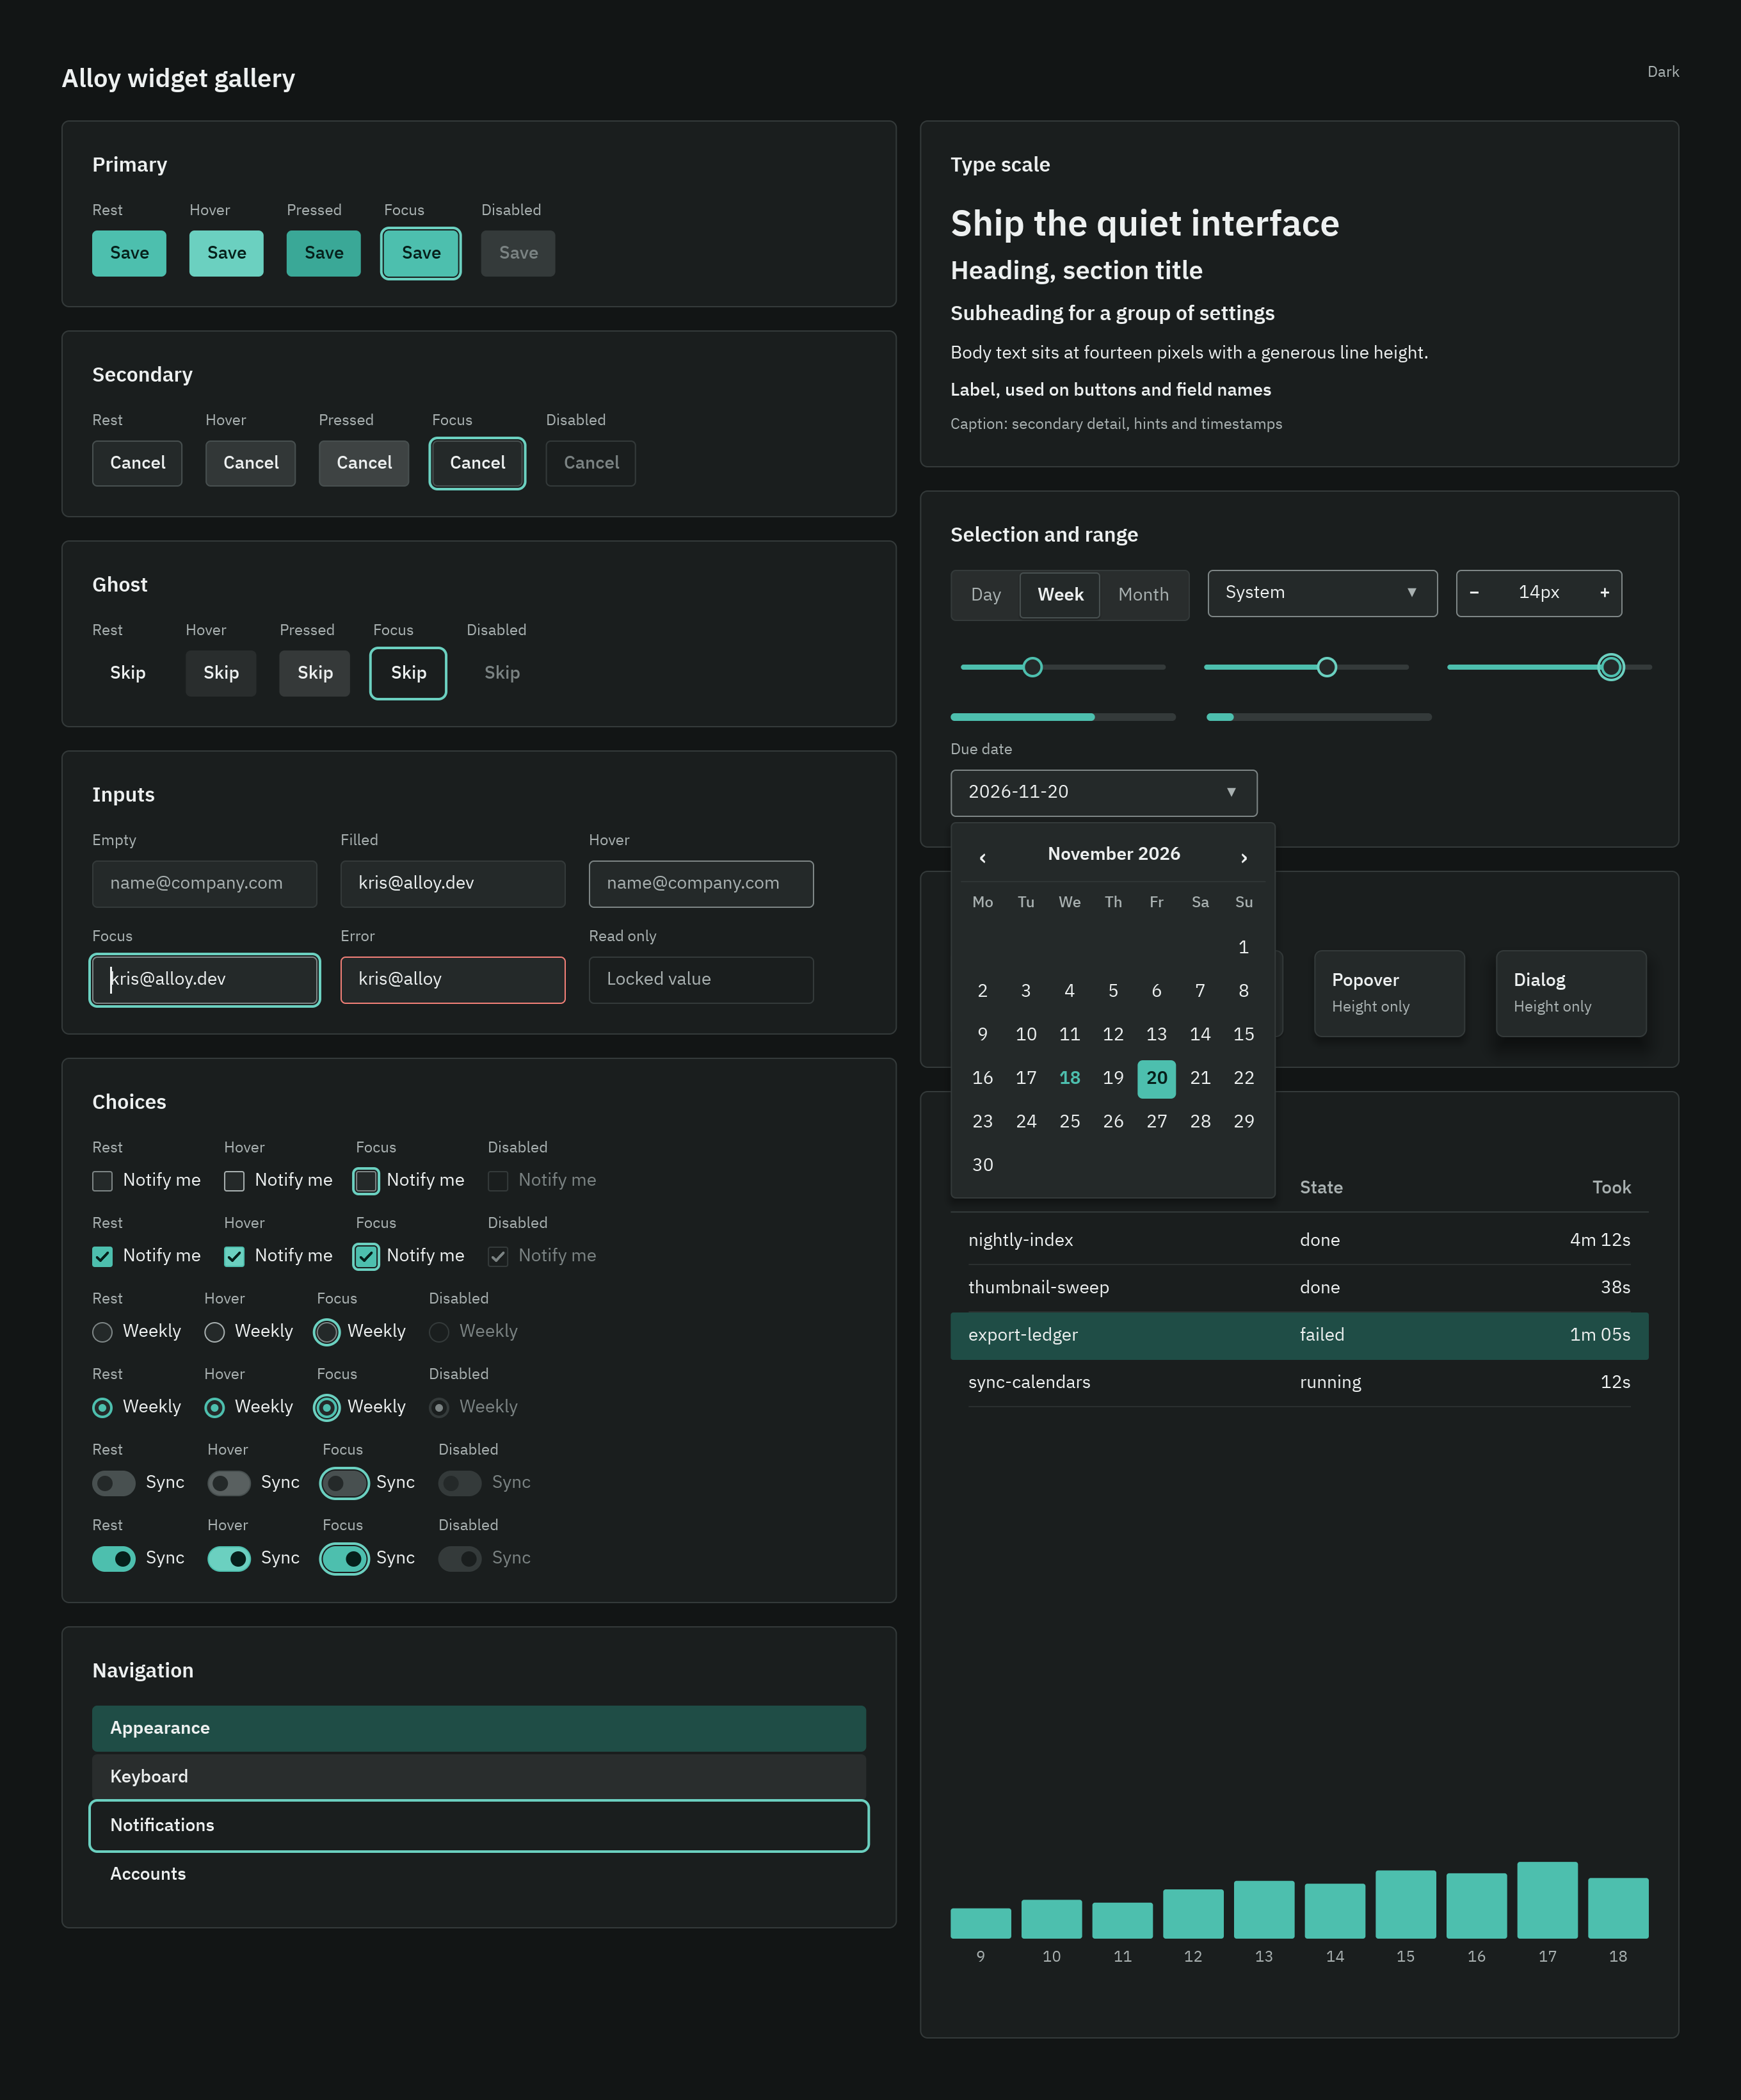 Alloy widget gallery
Dark
Primary
Rest Hover Pressed Focus Disabled
Save Save Save Save Save
Secondary
Rest Hover Pressed Focus Disabled
Cancel Cancel Cancel Cancel Cancel
Ghost
Rest Hover Pressed Focus Disabled
Skip Skip Skip Skip Skip
Inputs
Empty Filled Hover
name@company.com kris@alloy.dev name@company.com
Focus Error Read only
kris@alloy.dev kris@alloy Locked value
Choices
Rest Hover Focus Disabled
Notify me Notify me Notify me Notify me
Rest Hover Focus Disabled
Notify me Notify me Notify me Notify me
Rest Hover Focus Disabled
Weekly Weekly Weekly Weekly
Rest Hover Focus Disabled
Weekly Weekly Weekly Weekly
Rest Hover Focus Disabled
Sync Sync Sync Sync
Rest Hover Focus Disabled
Sync Sync Sync Sync
Navigation
Appearance
Keyboard
Notifications
Accounts
Type scale
Ship the quiet interface
Heading, section title
Subheading for a group of settings
Body text sits at fourteen pixels with a generous line height.
Label, used on buttons and field names
Caption: secondary detail, hints and timestamps
Selection and range
Day Week Month System ▼ − 14px +
Due date
2026-11-20 ▼
‹ November 2026 ›
Mo Tu We Th Fr Sa Su
1
2 3 4 5 6 7 8
9 10 11 12 13 14 15
16 17 18 19 20 21 22
23 24 25 26 27 28 29
30
Popover
Height only
Dialog
Height only
State Took
nightly-index done 4m 12s
thumbnail-sweep done 38s
export-ledger failed 1m 05s
sync-calendars running 12s
9 10 11 12 13 14 15 16 17 18